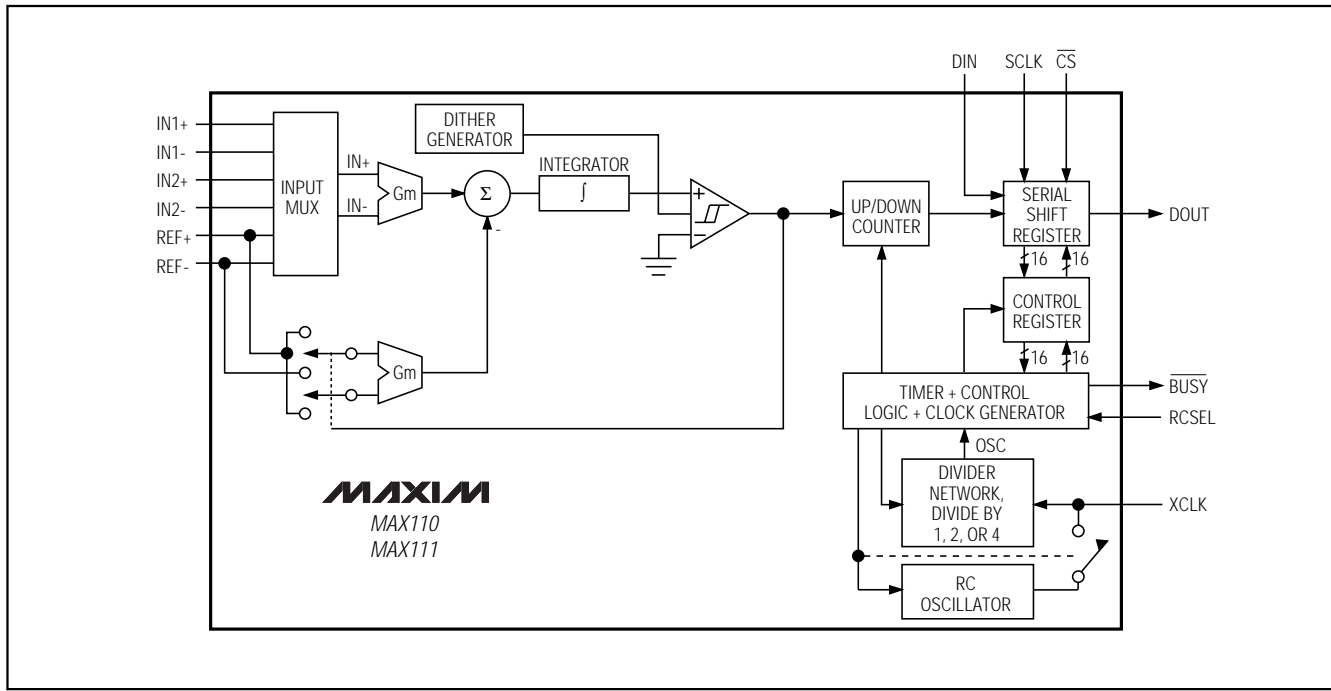 DIN SCLK C̅S̅
IN1+
IN1-
IN2+
IN2-
REF+
REF-
INPUT
MUX
IN+
IN-
Gm
DITHER
GENERATOR
Σ
-
INTEGRATOR
∫
+
−
UP/DOWN
COUNTER
SERIAL
SHIFT
REGISTER
DOUT
16 16
CONTROL
REGISTER
16 16
Gm
TIMER + CONTROL
LOGIC + CLOCK GENERATOR
B̅U̅S̅Y̅
RCSEL
OSC
DIVIDER
NETWORK,
DIVIDE BY
1, 2, OR 4
XCLK
RC
OSCILLATOR
MAXIM
MAX110
MAX111